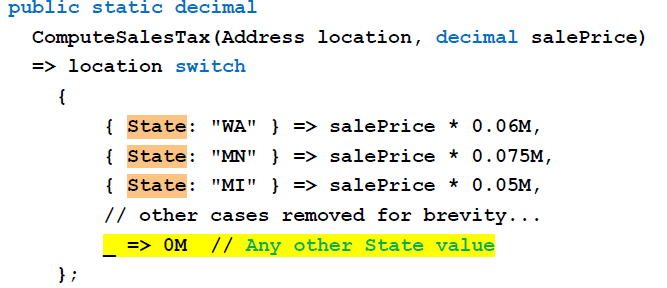 public static decimal
ComputeSalesTax(Address location, decimal salePrice)
=> location switch
{
{ State: "WA" } => salePrice * 0.06M,
{ State: "MN" } => salePrice * 0.075M,
{ State: "MI" } => salePrice * 0.05M,
// other cases removed for brevity...
_ => 0M // Any other State value
};